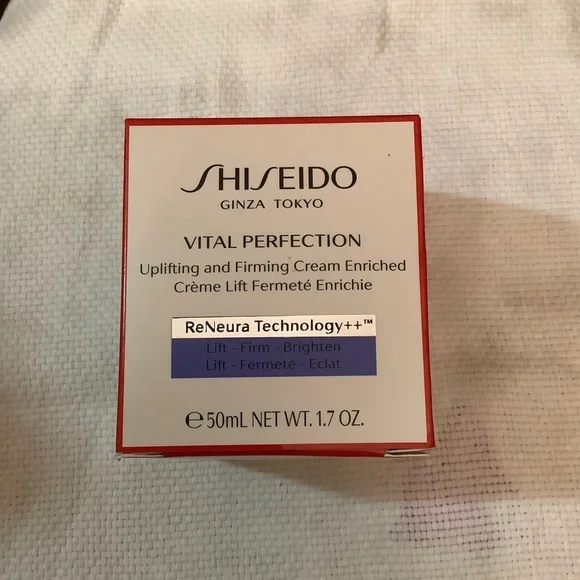 SHISEIDO
GINZA TOKYO
VITAL PERFECTION
Uplifting and Firming Cream Enriched
Crème Lift Fermeté Enrichie
ReNeura Technology++™
Lift - Firm - Brighten
Lift - Fermeté - Eclat
℮50mL NET WT. 1.7 OZ.